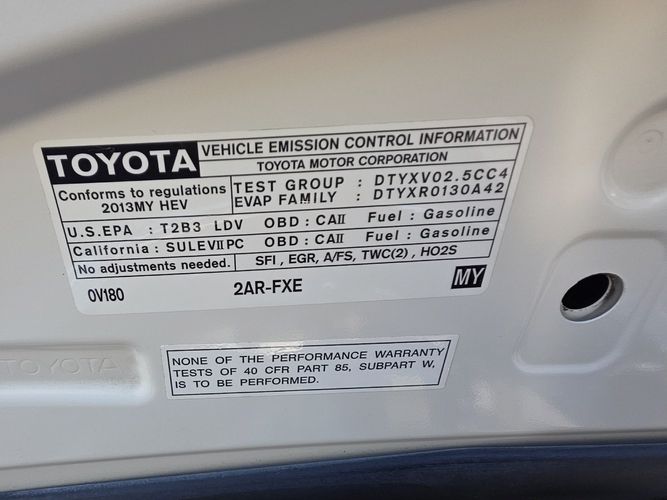 TOYOTA VEHICLE EMISSION CONTROL INFORMATION
TOYOTA MOTOR CORPORATION
Conforms to regulations
2013MY HEV
TEST GROUP : DTYXV02.5CC4
EVAP FAMILY : DTYXR0130A42
U.S.EPA : T2B3 LDV OBD : CAII Fuel : Gasoline
California : SULEVII PC OBD : CAII Fuel : Gasoline
No adjustments needed. SFI , EGR, A/FS, TWC(2) , HO2S
0V180 2AR-FXE MY
NONE OF THE PERFORMANCE WARRANTY
TESTS OF 40 CFR PART 85, SUBPART W,
IS TO BE PERFORMED.
TOYOTA